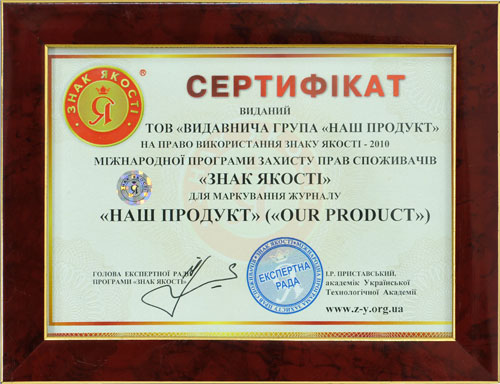 ЗНАК ЯКОСТІ
Я
®
СЕРТИФІКАТ
ВИДАНИЙ
ТОВ «ВИДАВНИЧА ГРУПА «НАШ ПРОДУКТ»
НА ПРАВО ВИКОРИСТАННЯ ЗНАКУ ЯКОСТІ - 2010
МІЖНАРОДНОЇ ПРОГРАМИ ЗАХИСТУ ПРАВ СПОЖИВАЧІВ
«ЗНАК ЯКОСТІ»
ДЛЯ МАРКУВАННЯ ЖУРНАЛУ
«НАШ ПРОДУКТ» («OUR PRODUCT»)
ГОЛОВА ЕКСПЕРТНОЇ РАДИ
ПРОГРАМИ «ЗНАК ЯКОСТІ»
ЕКСПЕРТНА
РАДА
І.Р. ПРИСТАВСЬКИЙ.
академік Української
Технологічної Академії
www.z-y.org.ua